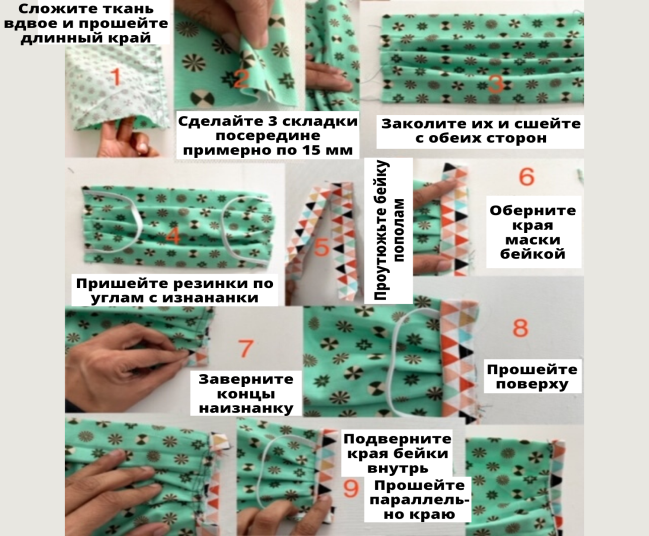 Сложите ткань
вдвое и прошейте
длинный край
1
2
Сделайте 3 складки
посередине
примерно по 15 мм
3
Заколите их и сшейте
с обеих сторон
4
Пришейте резинки по
углам с изнананки
5
Проутюжьте бейку
пополам
6
Оберните
края
маски
бейкой
7
Заверните
концы
наизнанку
8
Прошейте
поверху
Подверните
края бейки
внутрь
9
Прошейте
параллель-
но краю